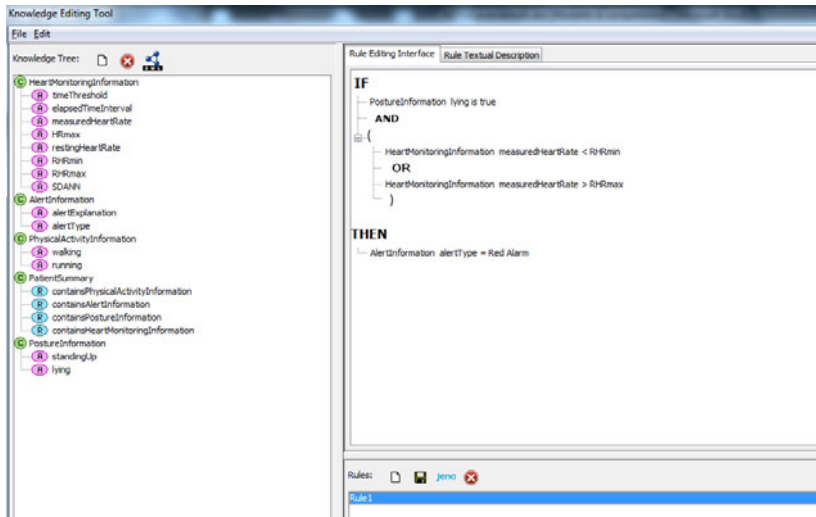 Knowledge Editing Tool
File Edit
Knowledge Tree:
C HeartMonitoringInformation
A timeThreshold
A elapsedTimeInterval
A measuredHeartRate
A HRmax
A restingHeartRate
A RHRmin
A RHRmax
A SDANN
C AlertInformation
A alertExplanation
A alertType
C PhysicalActivityInformation
A walking
A running
C PatientSummary
R containsPhysicalActivityInformation
R containsAlertInformation
R containsPostureInformation
R containsHeartMonitoringInformation
C PostureInformation
A standingUp
A lying
Rule Editing Interface Rule Textual Description
IF
PostureInformation lying is true
AND
(
HeartMonitoringInformation measuredHeartRate < RHRmin
OR
HeartMonitoringInformation measuredHeartRate > RHRmax
)
THEN
AlertInformation alertType = Red Alarm
Rules: jena
Rule1